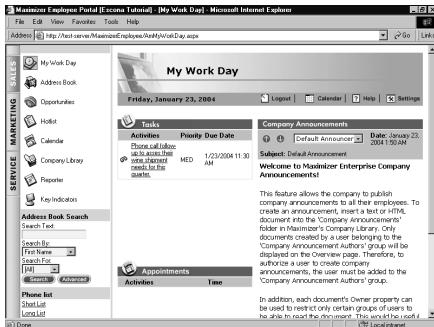 Maximizer Employee Portal [Escona Tutorial] - [My Work Day] - Microsoft Internet Explorer
File Edit View Favorites Tools Help
Address http://test-server/MaximizerEmployee/AmMyWorkDay.aspx Go Links
SALES
MARKETING
SERVICE
My Work Day
Address Book
Opportunities
Hotlist
Calendar
Company Library
Reporter
Key Indicators
Address Book Search
Search Text:
Search By:
First Name
Search For:
[All]
Search Advanced
Phone list
Short List
Long List
My Work Day
Friday, January 23, 2004 Logout Calendar Help Settings
Tasks
Activities Priority Due Date
Phone call follow up to asses their wine shipment needs for this quarter. MED 1/23/2004 11:30 AM
Appointments
Activities Time
Company Announcements
Default Announcer Date: January 23, 2004 1:50 AM
Subject: Default Announcement
Welcome to Maximizer Enterprise Company
Announcements!
This feature allows the company to publish
company announcements to all their employees. To
create an announcement, insert a text or HTML
document into the 'Company Announcements'
folder in Maximizer's Company Library. Only
documents created by a user belonging to the
'Company Announcement Authors' group will be
displayed on the Overview page. Therefore, to
authorize a user to create company
announcements, the user must be added to the
'Company Announcement Authors' group.
In addition, each document's Owner property can
be used to restrict only certain groups of users to
be able to read the document. This would be useful
Done Local intranet